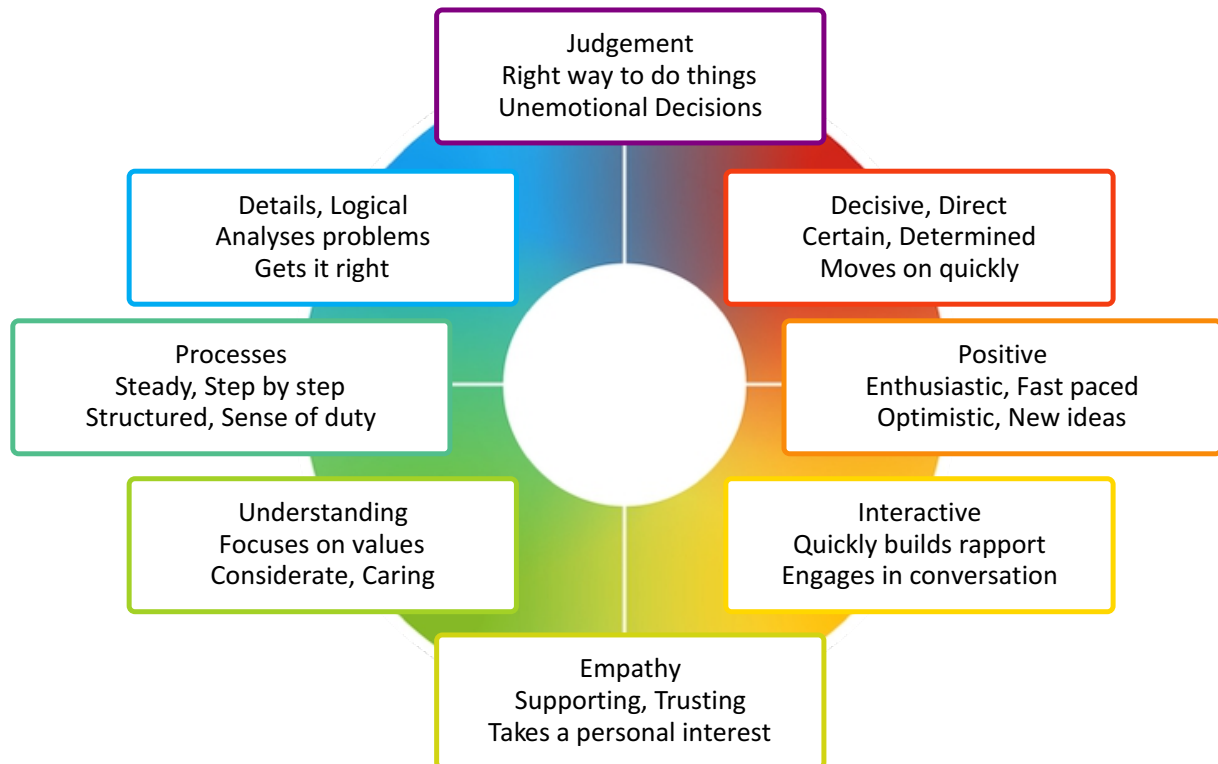 Judgement
Right way to do things
Unemotional Decisions
Details, Logical
Analyses problems
Gets it right
Decisive, Direct
Certain, Determined
Moves on quickly
Processes
Steady, Step by step
Structured, Sense of duty
Positive
Enthusiastic, Fast paced
Optimistic, New ideas
Understanding
Focuses on values
Considerate, Caring
Interactive
Quickly builds rapport
Engages in conversation
Empathy
Supporting, Trusting
Takes a personal interest